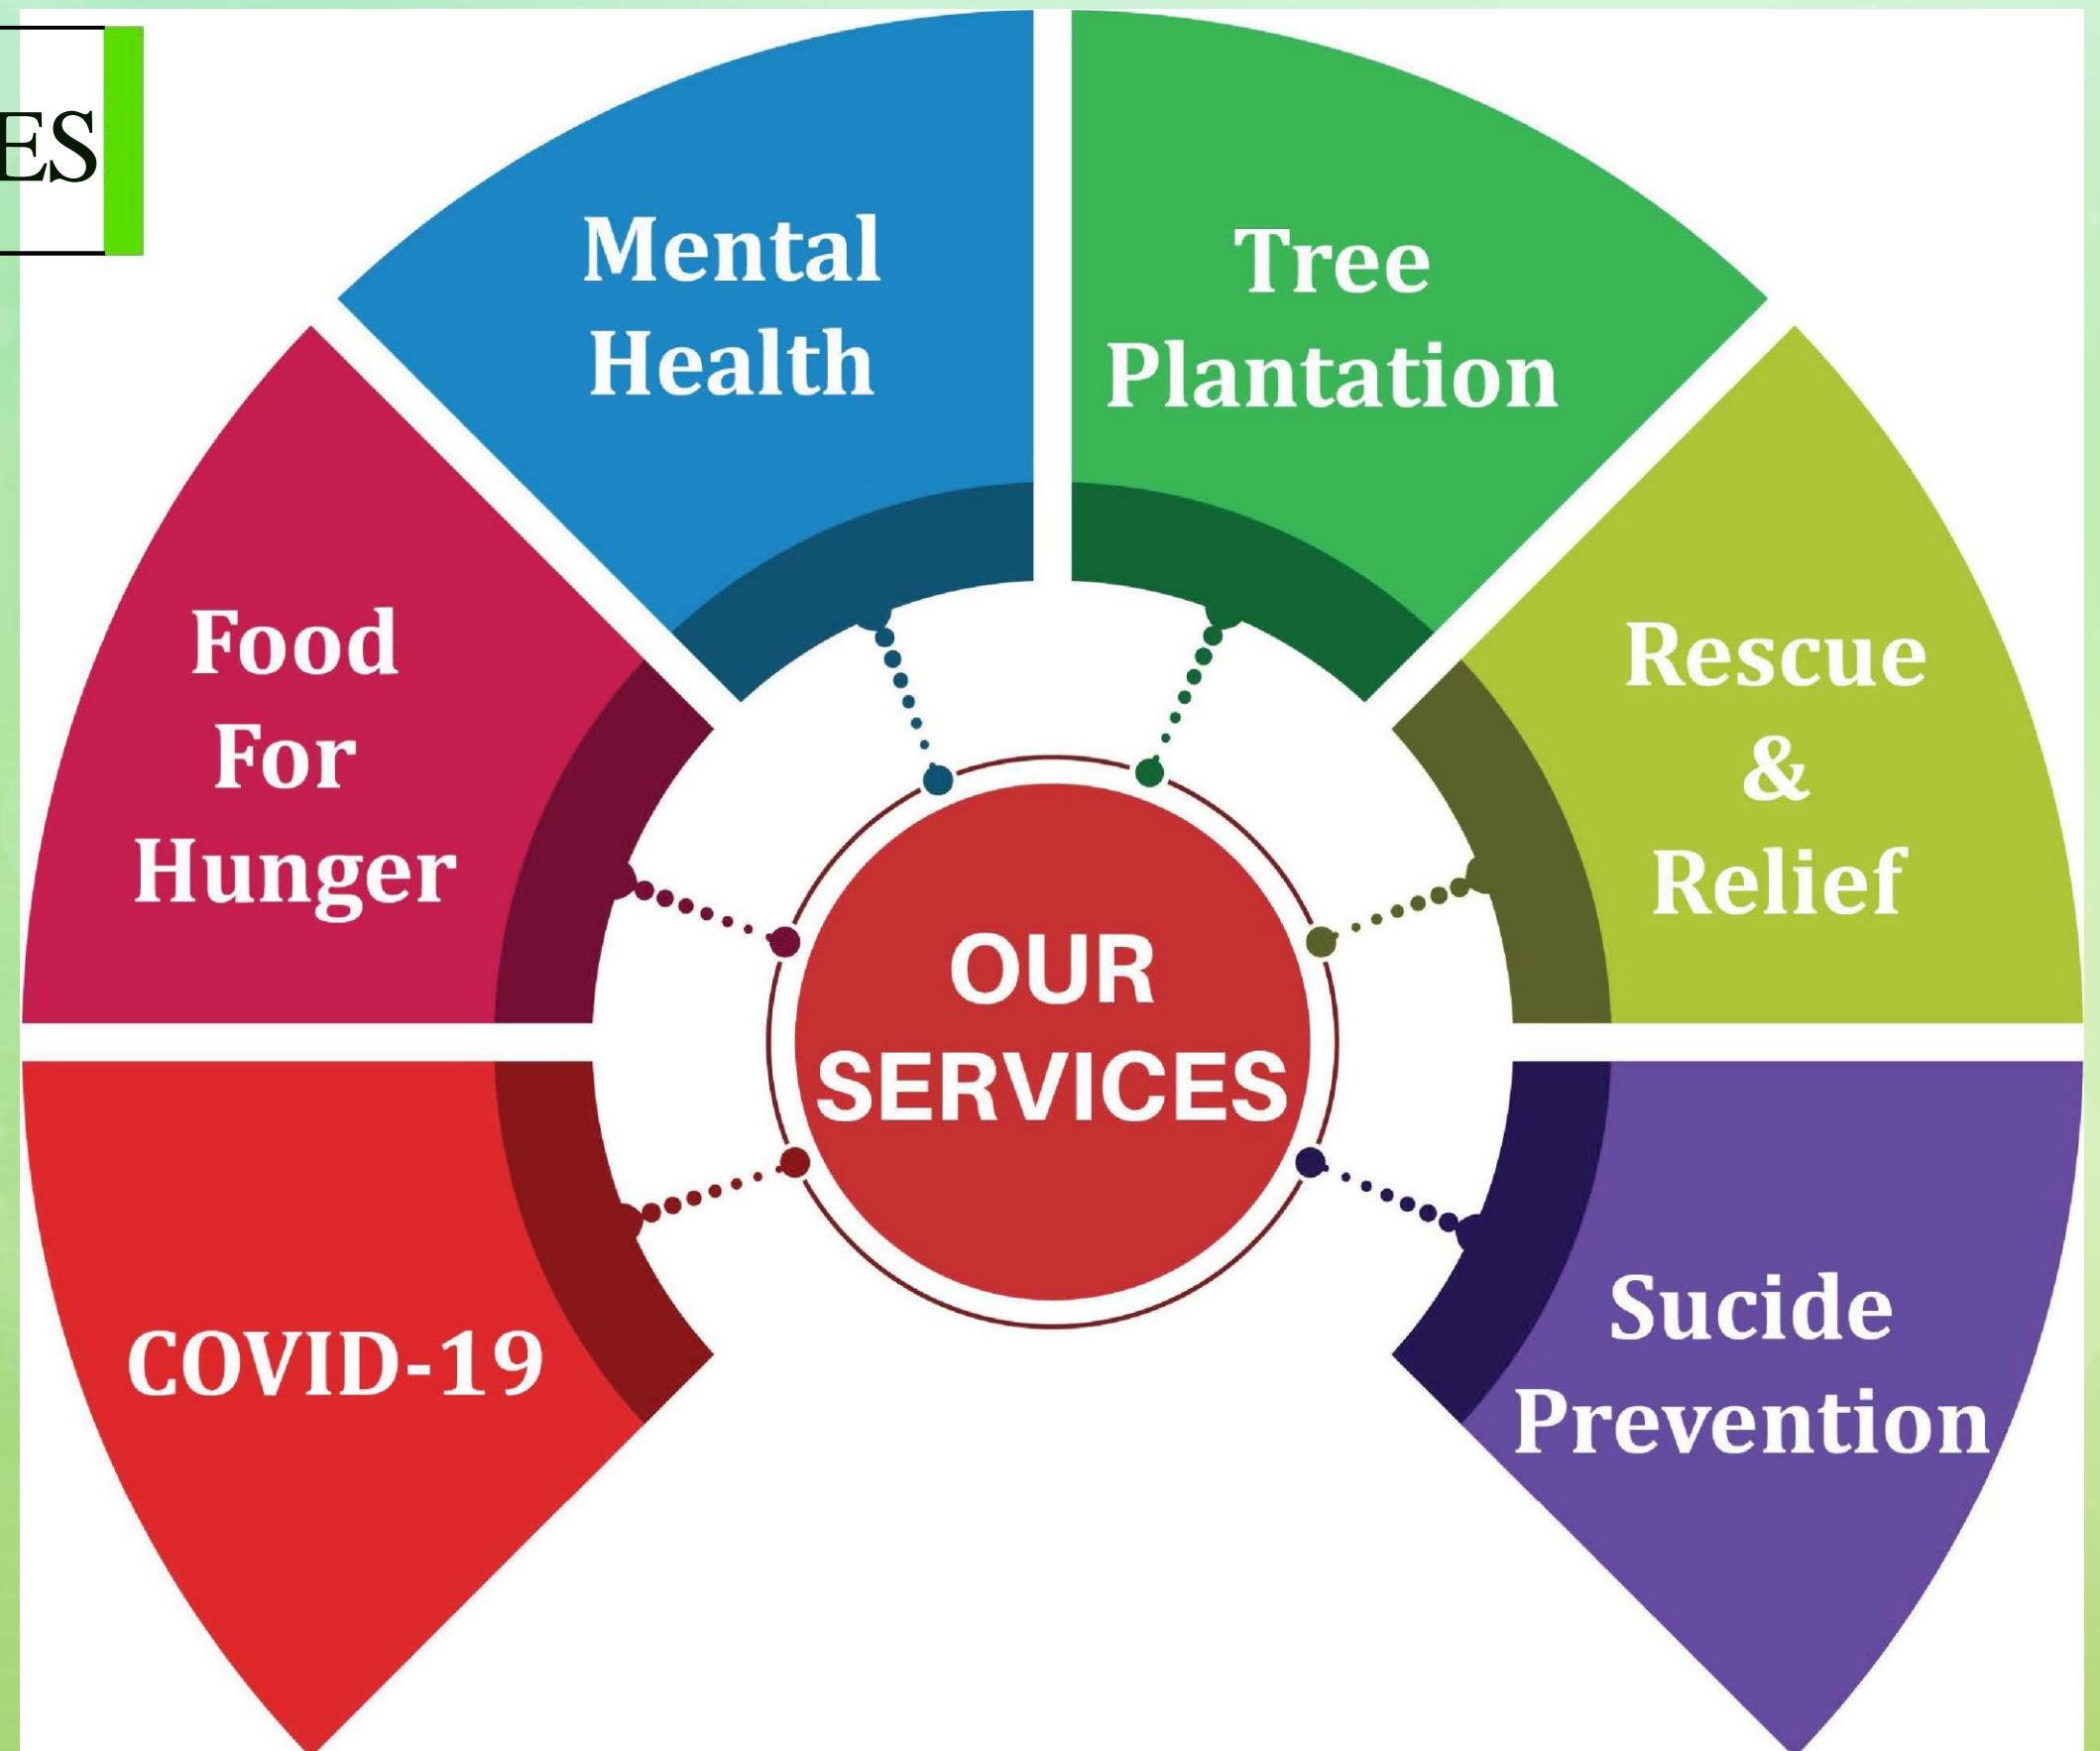 ES
Mental
Health
Tree
Plantation
Food
For
Hunger
Rescue
&
Relief
OUR
SERVICES
COVID-19
Sucide
Prevention